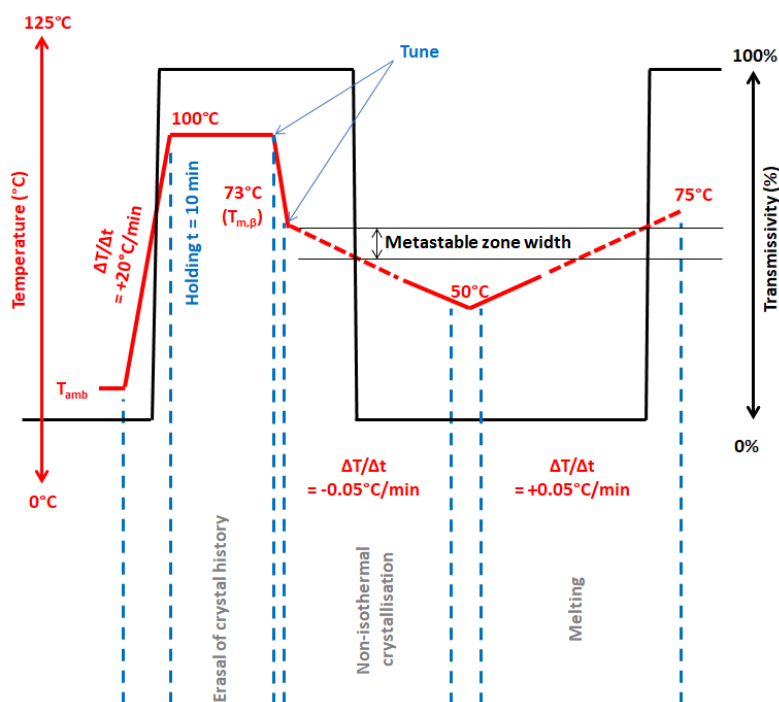 125°C
Tune
100%
100°C
Temperature (°C)
ΔT/Δt
= +20°C/min
Holding t = 10 min
73°C
(Tm,β)
75°C
Metastable zone width
50°C
Transmissivity (%)
Tamb
0%
0°C
ΔT/Δt
= -0.05°C/min
ΔT/Δt
= +0.05°C/min
Erasal of crystal history
Non-isothermal
crystallisation
Melting